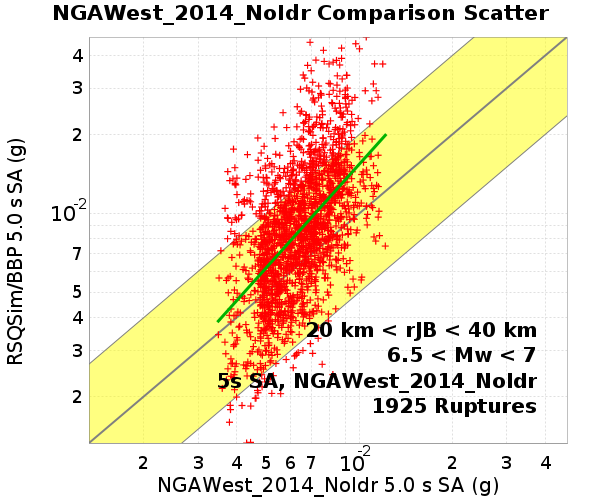 NGAWest_2014_NoIdr Comparison Scatter
RSQSim/BBP 5.0 s SA (g)
4
3
2
10-2
7
5
4
3
2
20 km < rJB < 40 km
6.5 < Mw < 7
5s SA, NGAWest_2014_NoIdr
1925 Ruptures
2 3 4 5 6 7 10-2 2 3 4
NGAWest_2014_NoIdr 5.0 s SA (g)